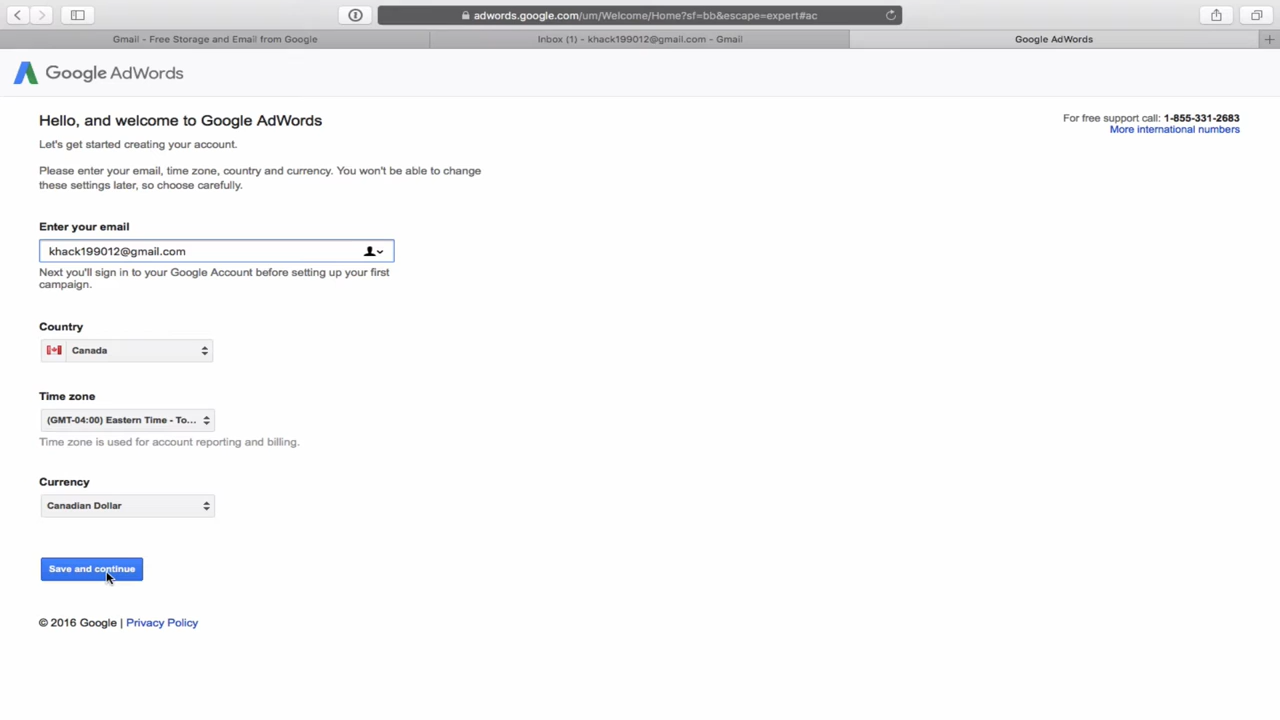 adwords.google.com/um/Welcome/Home?sf=bb&escape=expert#ac
Gmail - Free Storage and Email from Google
Inbox (1) - khack199012@gmail.com - Gmail
Google AdWords
Google AdWords
Hello, and welcome to Google AdWords
For free support call: 1-855-331-2683
More international numbers
Let's get started creating your account.
Please enter your email, time zone, country and currency. You won't be able to change
these settings later, so choose carefully.
Enter your email
khack199012@gmail.com
Next you'll sign in to your Google Account before setting up your first
campaign.
Country
Canada
Time zone
(GMT-04:00) Eastern Time - To...
Time zone is used for account reporting and billing.
Currency
Canadian Dollar
Save and continue
© 2016 Google | Privacy Policy